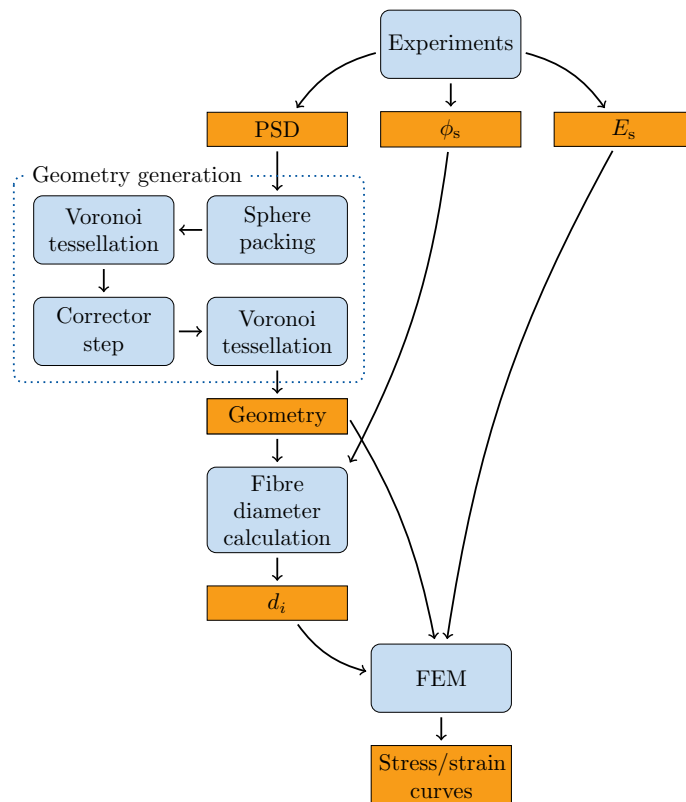 Experiments
PSD
ϕs
Es
Geometry generation
Voronoi
tessellation
Sphere
packing
Corrector
step
Voronoi
tessellation
Geometry
Fibre
diameter
calculation
di
FEM
Stress/strain
curves